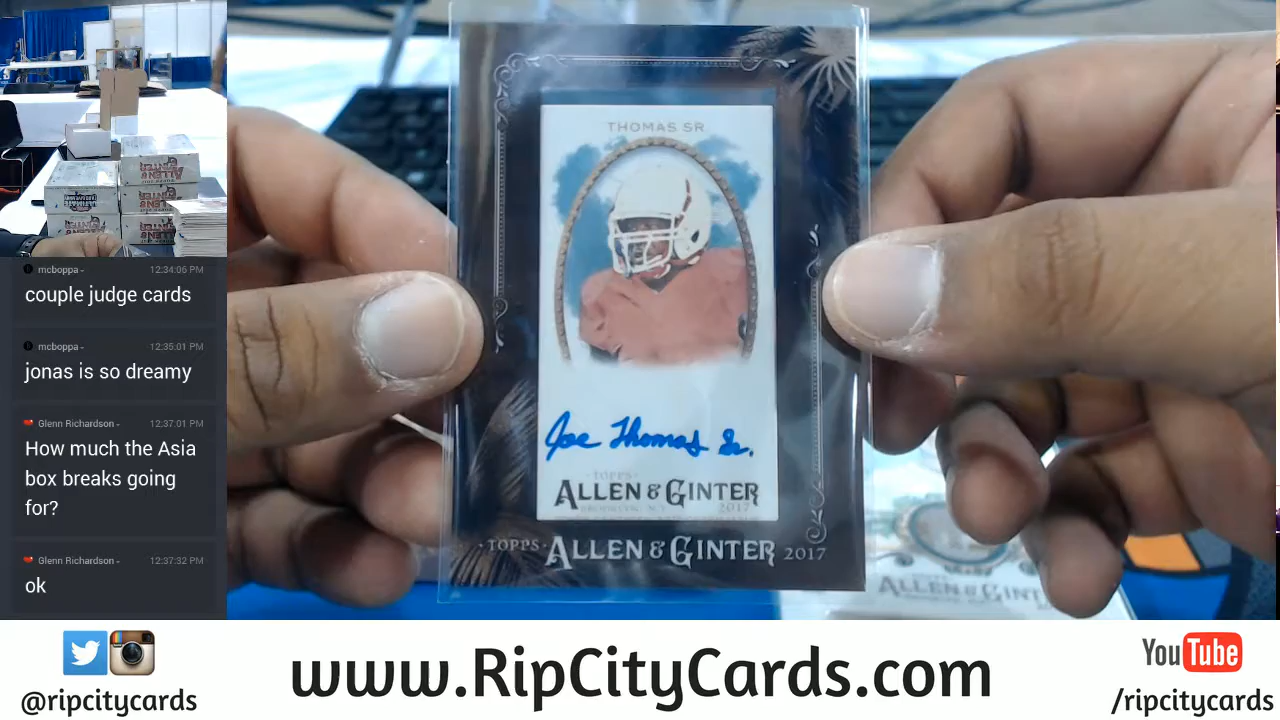 mcboppa
12:34:06 PM
couple judge cards
mcboppa
12:35:01 PM
jonas is so dreamy
Glenn Richardson
12:37:01 PM
How much the Asia
box breaks going
for?
Glenn Richardson
12:37:32 PM
ok
THOMAS SR
Joe Thomas Sr.
TOPPS
ALLEN & GINTER
BROOKLYN, N.Y.
2017
TOPPS ALLEN & GINTER 2017
ALLEN & GINT
@ripcitycards
www.RipCityCards.com
YouTube
/ripcitycards